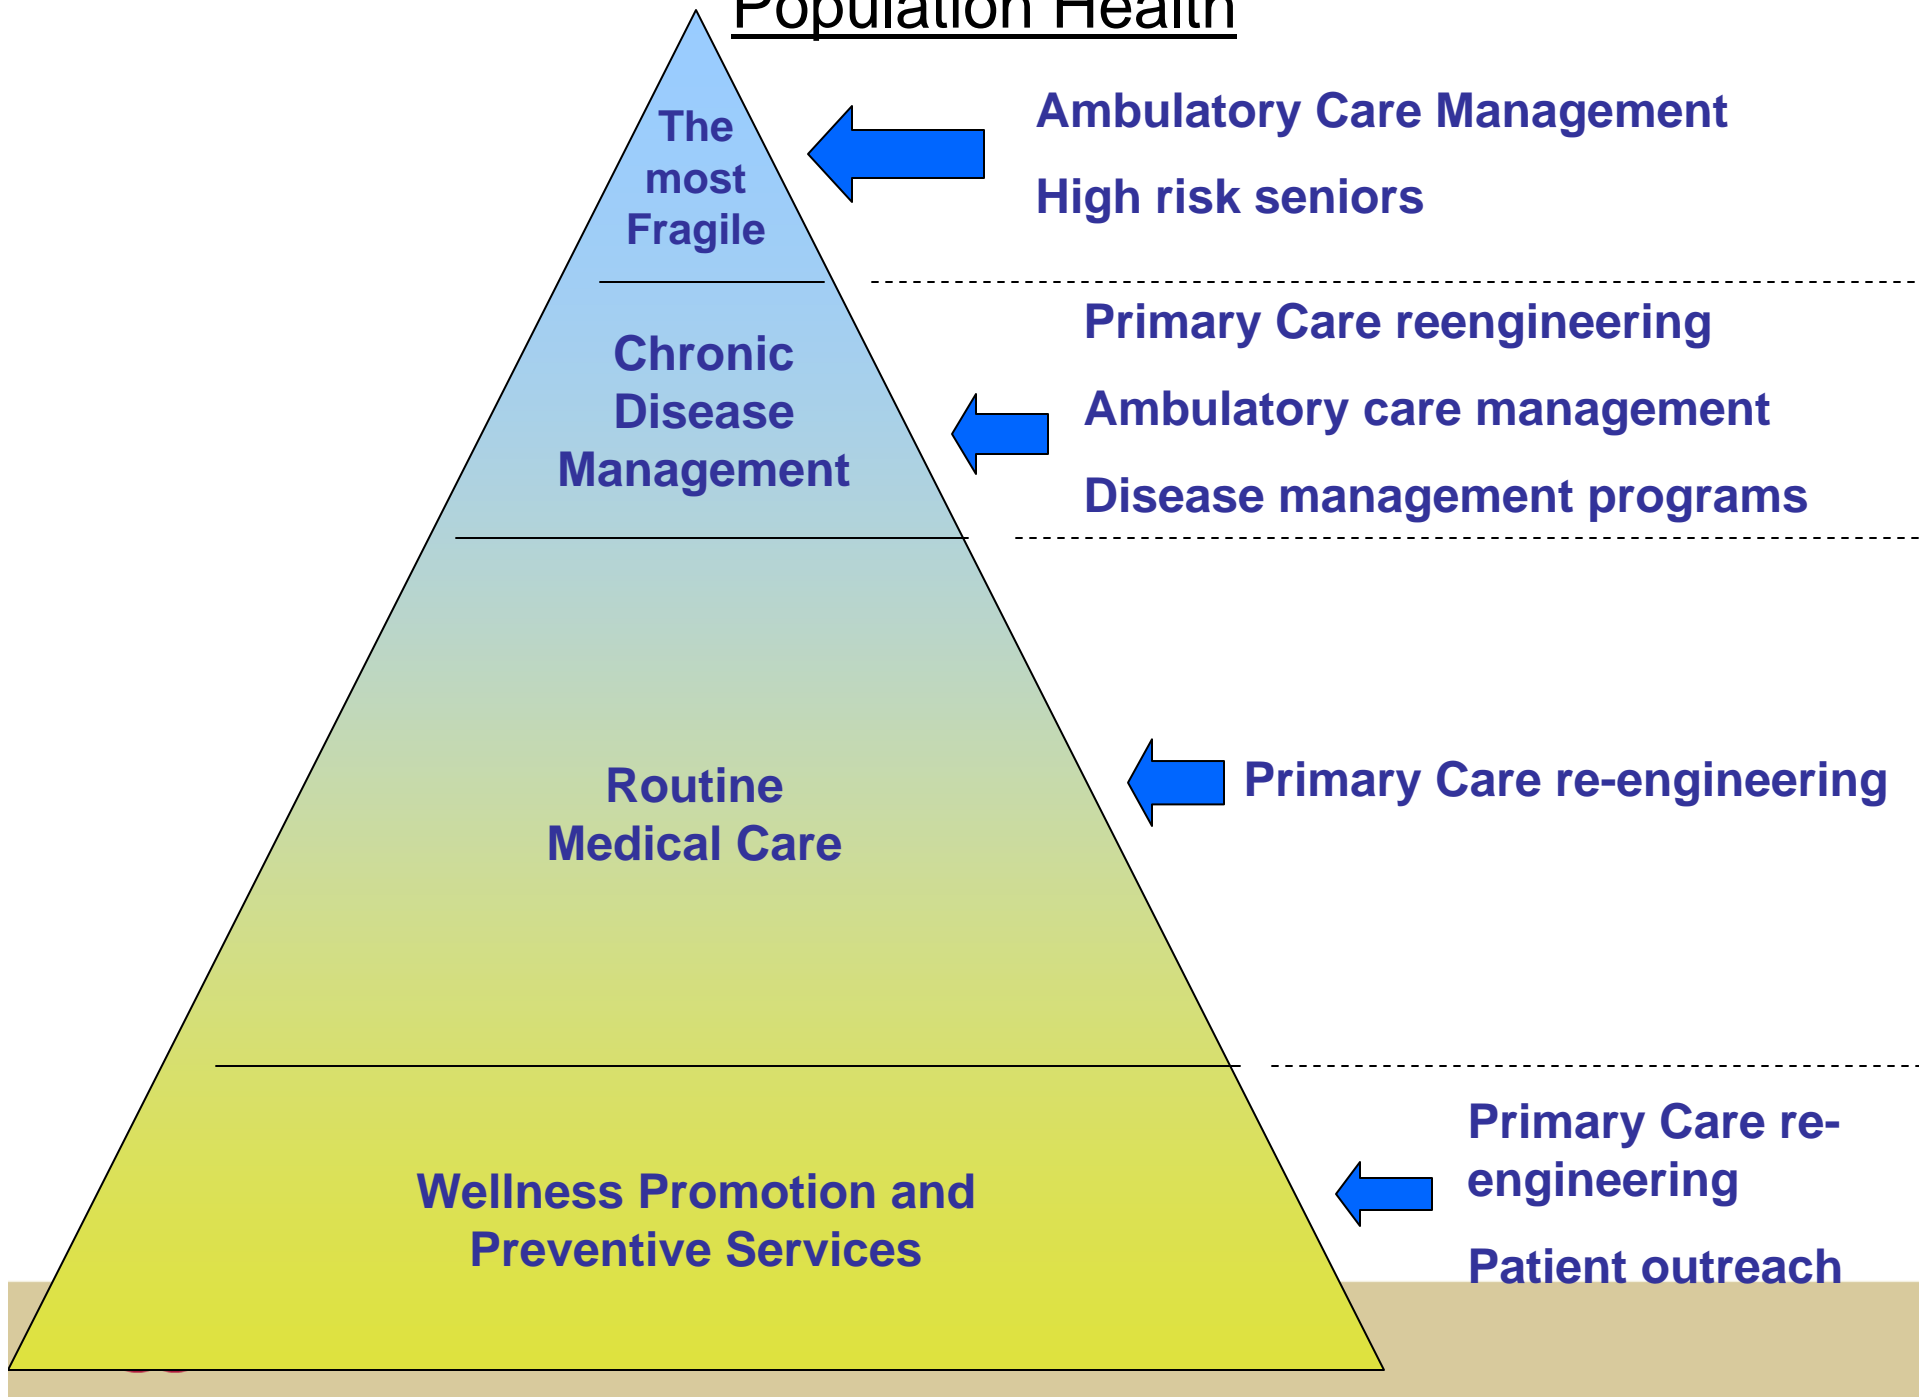 Population Health
The
most
Fragile
Ambulatory Care Management
High risk seniors
Chronic
Disease
Management
Primary Care reengineering
Ambulatory care management
Disease management programs
Routine
Medical Care
Primary Care re-engineering
Wellness Promotion and
Preventive Services
Primary Care re-
engineering
Patient outreach